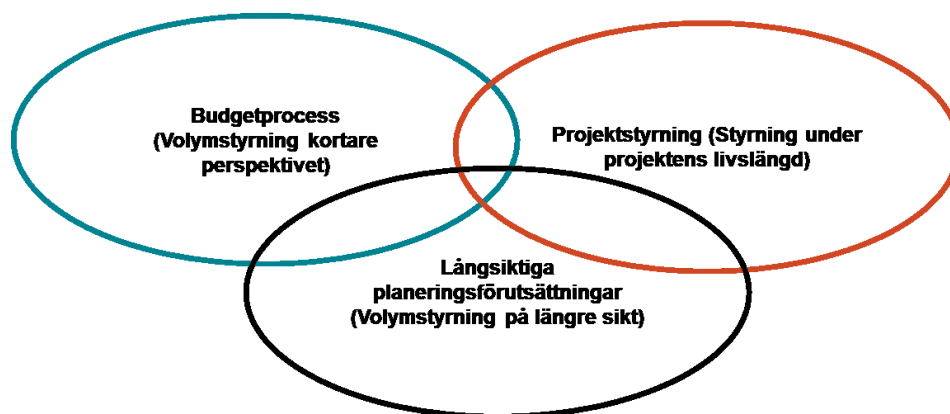 Budgetprocess
(Volymstyrning kortare
perspektivet)
Projektstyrning (Styrning under
projektens livslängd)
Långsiktiga
planeringsförutsättningar
(Volymstyrning på längre sikt)